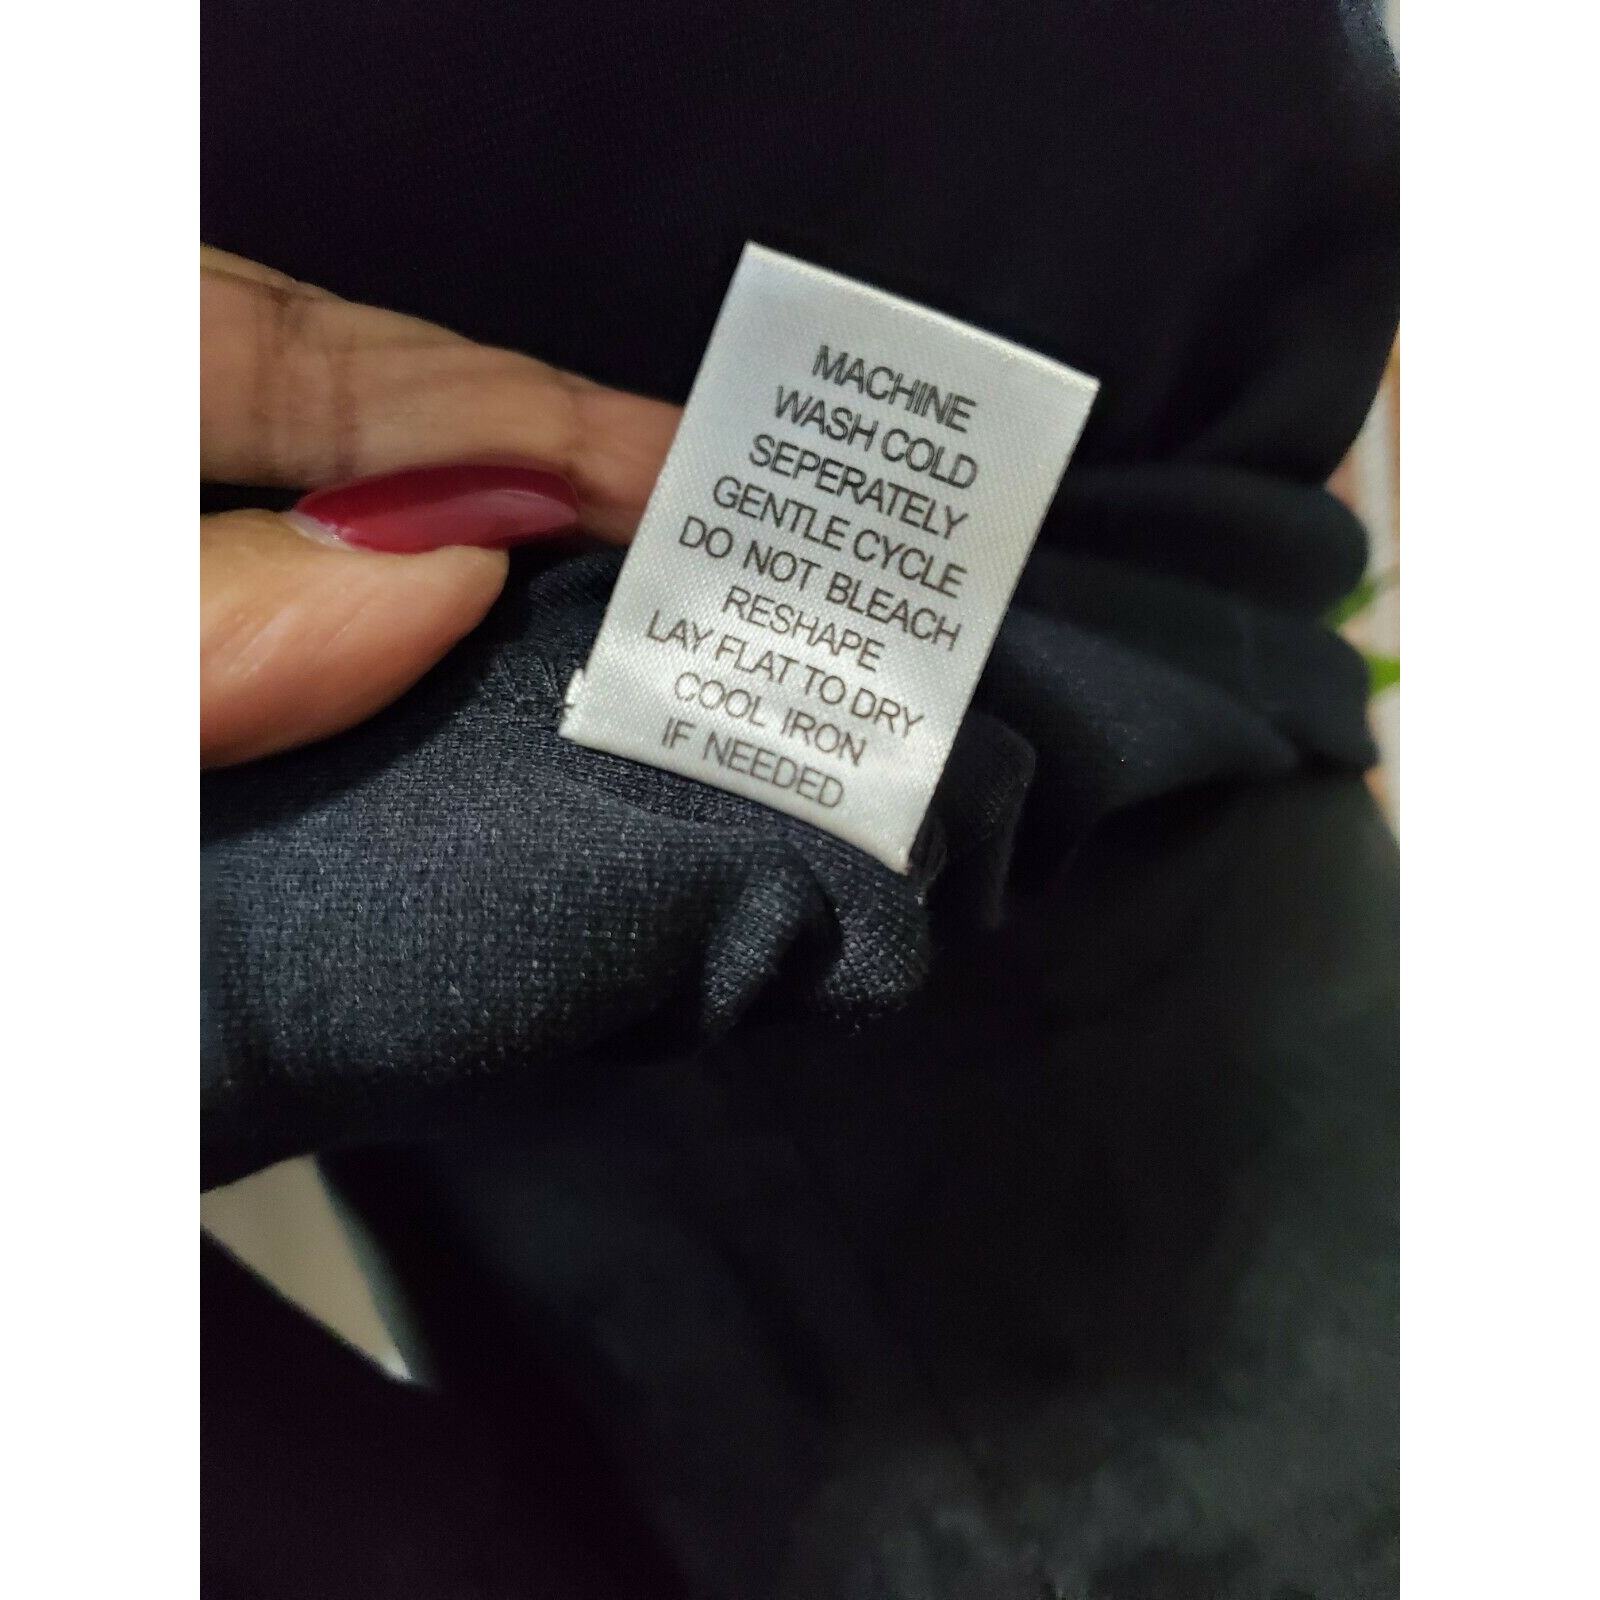 MACHINE
WASH COLD
SEPERATELY
GENTLE CYCLE
DO NOT BLEACH
RESHAPE
LAY FLAT TO DRY
COOL IRON
IF NEEDED